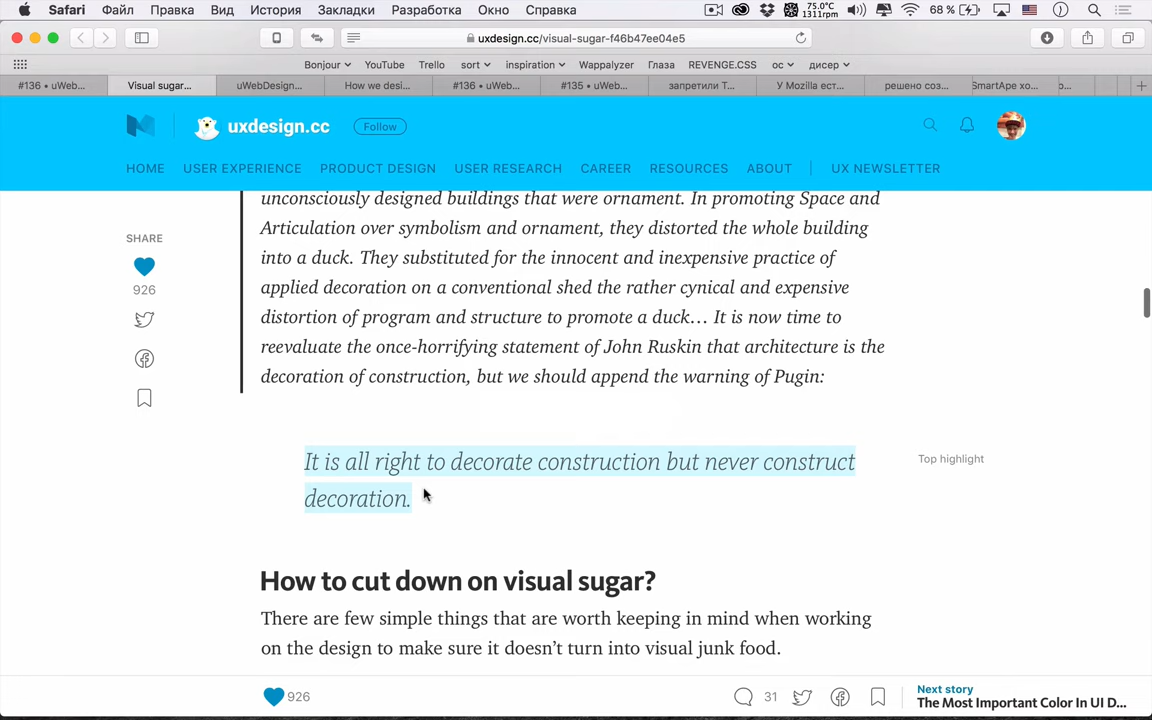 Safari Файл Правка Вид История Закладки Разработка Окно Справка 75.0°C 1311rpm 68 %
uxdesign.cc/visual-sugar-f46b47ee04e5
Bonjour YouTube Trello sort inspiration Wappalyzer Глаза REVENGE.CSS ос дисер
#136 • uWeb... Visual sugar... uWebDesign... How we desi... #136 • uWeb... #135 • uWeb... запретили Т... У Mozilla ест... решено соз... SmartApe хо...
uxdesign.cc Follow
HOME USER EXPERIENCE PRODUCT DESIGN USER RESEARCH CAREER RESOURCES ABOUT UX NEWSLETTER
unconsciously designed buildings that were ornament. In promoting Space and
Articulation over symbolism and ornament, they distorted the whole building
into a duck. They substituted for the innocent and inexpensive practice of
applied decoration on a conventional shed the rather cynical and expensive
distortion of program and structure to promote a duck… It is now time to
reevaluate the once-horrifying statement of John Ruskin that architecture is the
decoration of construction, but we should append the warning of Pugin:
SHARE
926
It is all right to decorate construction but never construct
decoration.
Top highlight
How to cut down on visual sugar?
There are few simple things that are worth keeping in mind when working
on the design to make sure it doesn’t turn into visual junk food.
926 31
Next story
The Most Important Color In UI D...